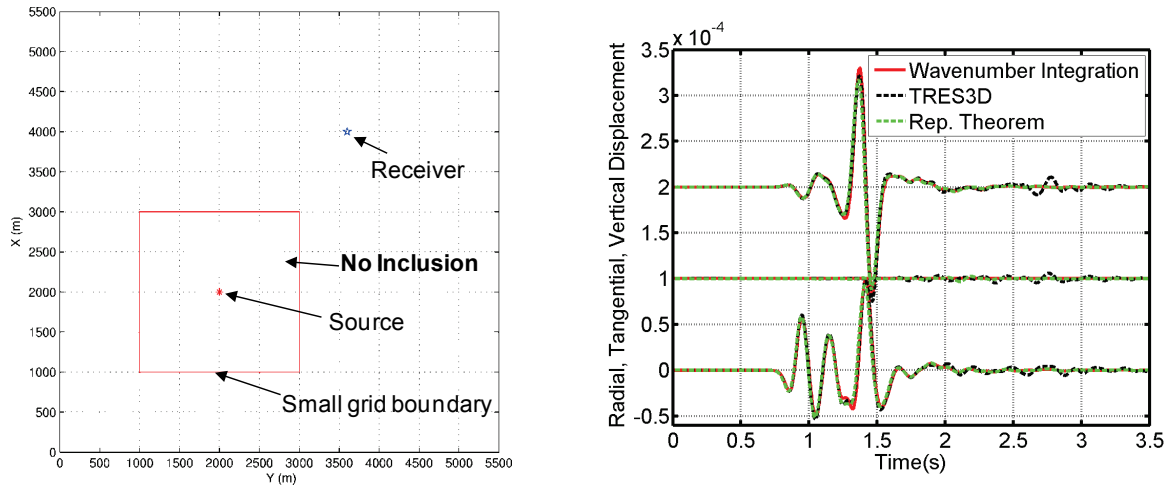 5500
5000
4500
4000
3500
3000
2500
2000
1500
1000
500
0
X (m)
0 500 1000 1500 2000 2500 3000 3500 4000 4500 5000 5500
Y (m)
Receiver
No Inclusion
Source
Small grid boundary
x 10-4
3.5
3
2.5
2
1.5
1
0.5
0
-0.5
Radial, Tangential, Vertical Displacement
0 0.5 1 1.5 2 2.5 3 3.5
Time(s)
Wavenumber Integration
TRES3D
Rep. Theorem